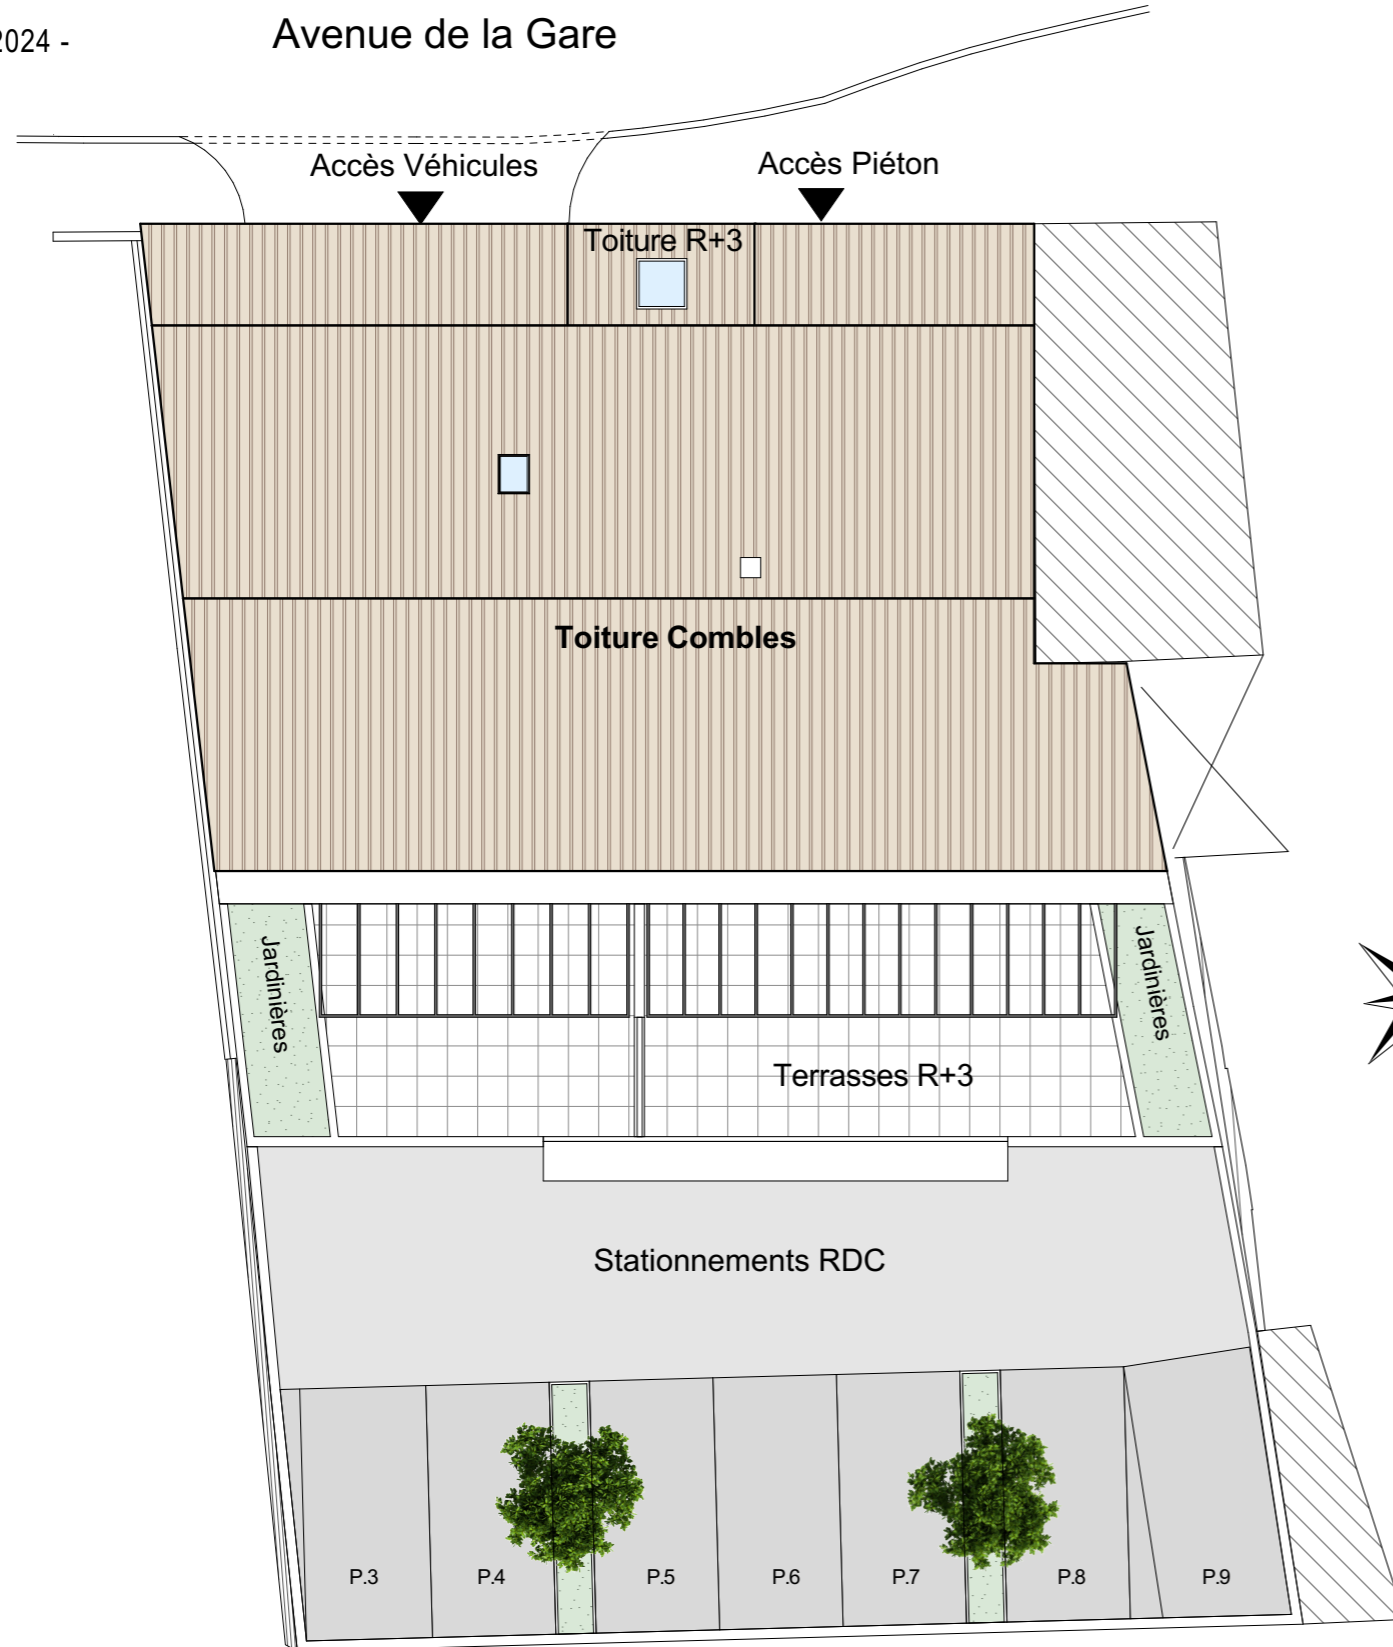 2024 -
Avenue de la Gare
Accès Véhicules
Accès Piéton
Toiture R+3
Toiture Combles
Jardinières
Jardinières
Terrasses R+3
Stationnements RDC
P.3
P.4
P.5
P.6
P.7
P.8
P.9